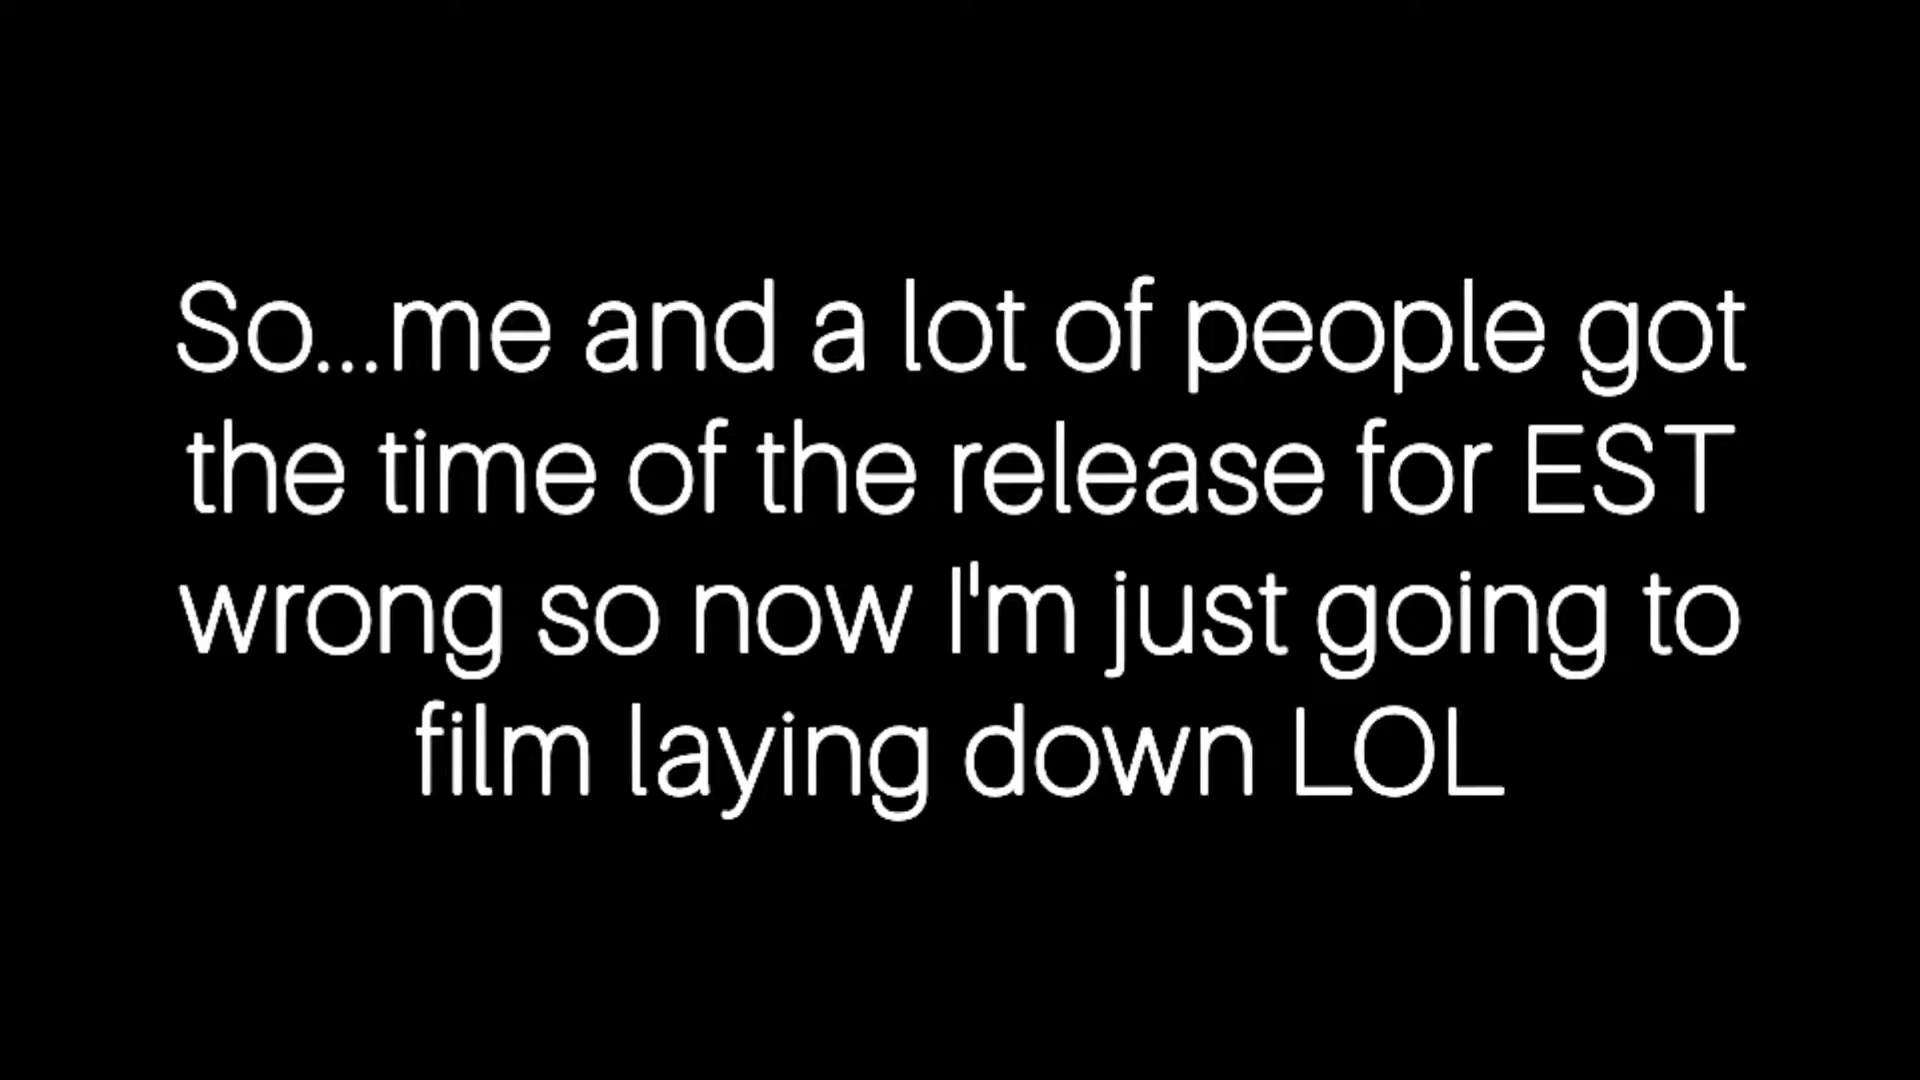 So...me and a lot of people got
the time of the release for EST
wrong so now I'm just going to
film laying down LOL